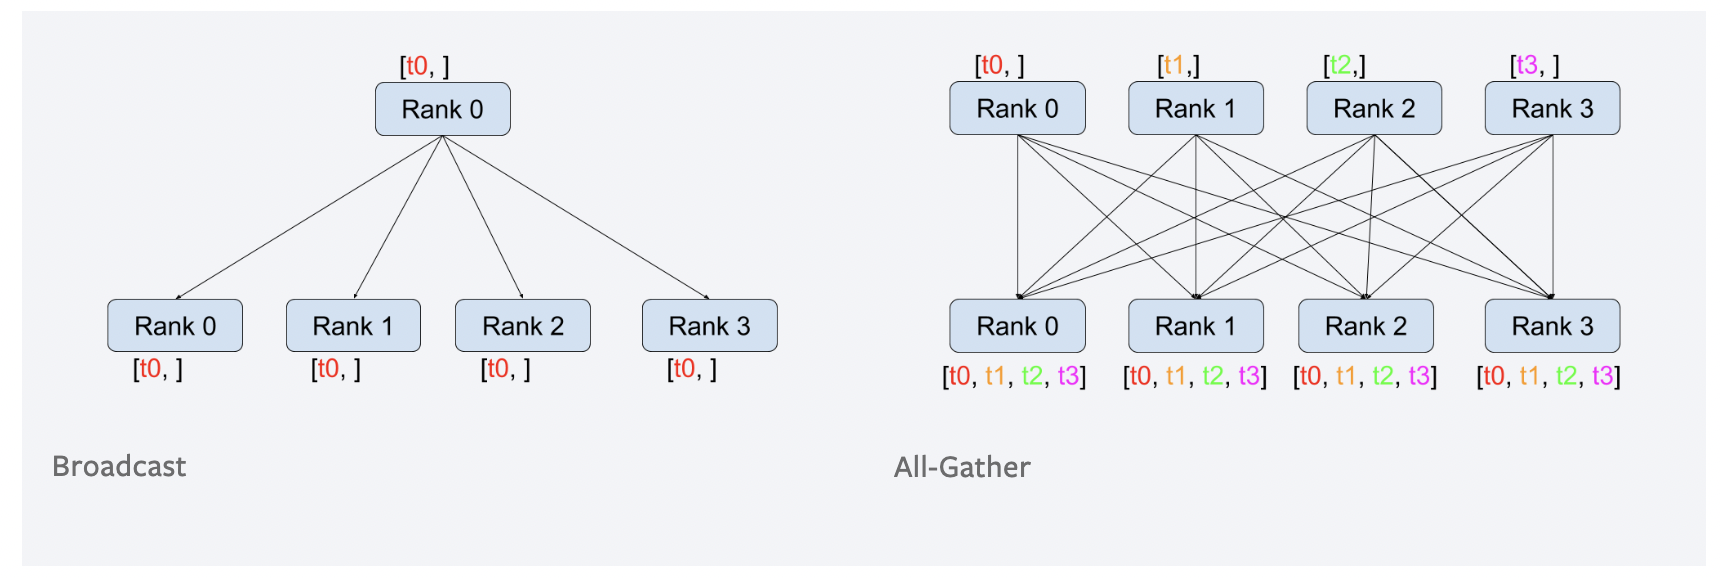 [t0, ]
Rank 0
Rank 0 Rank 1 Rank 2 Rank 3
[t0, ] [t0, ] [t0, ] [t0, ]
Broadcast
[t0, ] [t1,] [t2,] [t3, ]
Rank 0 Rank 1 Rank 2 Rank 3
Rank 0 Rank 1 Rank 2 Rank 3
[t0, t1, t2, t3] [t0, t1, t2, t3] [t0, t1, t2, t3] [t0, t1, t2, t3]
All-Gather